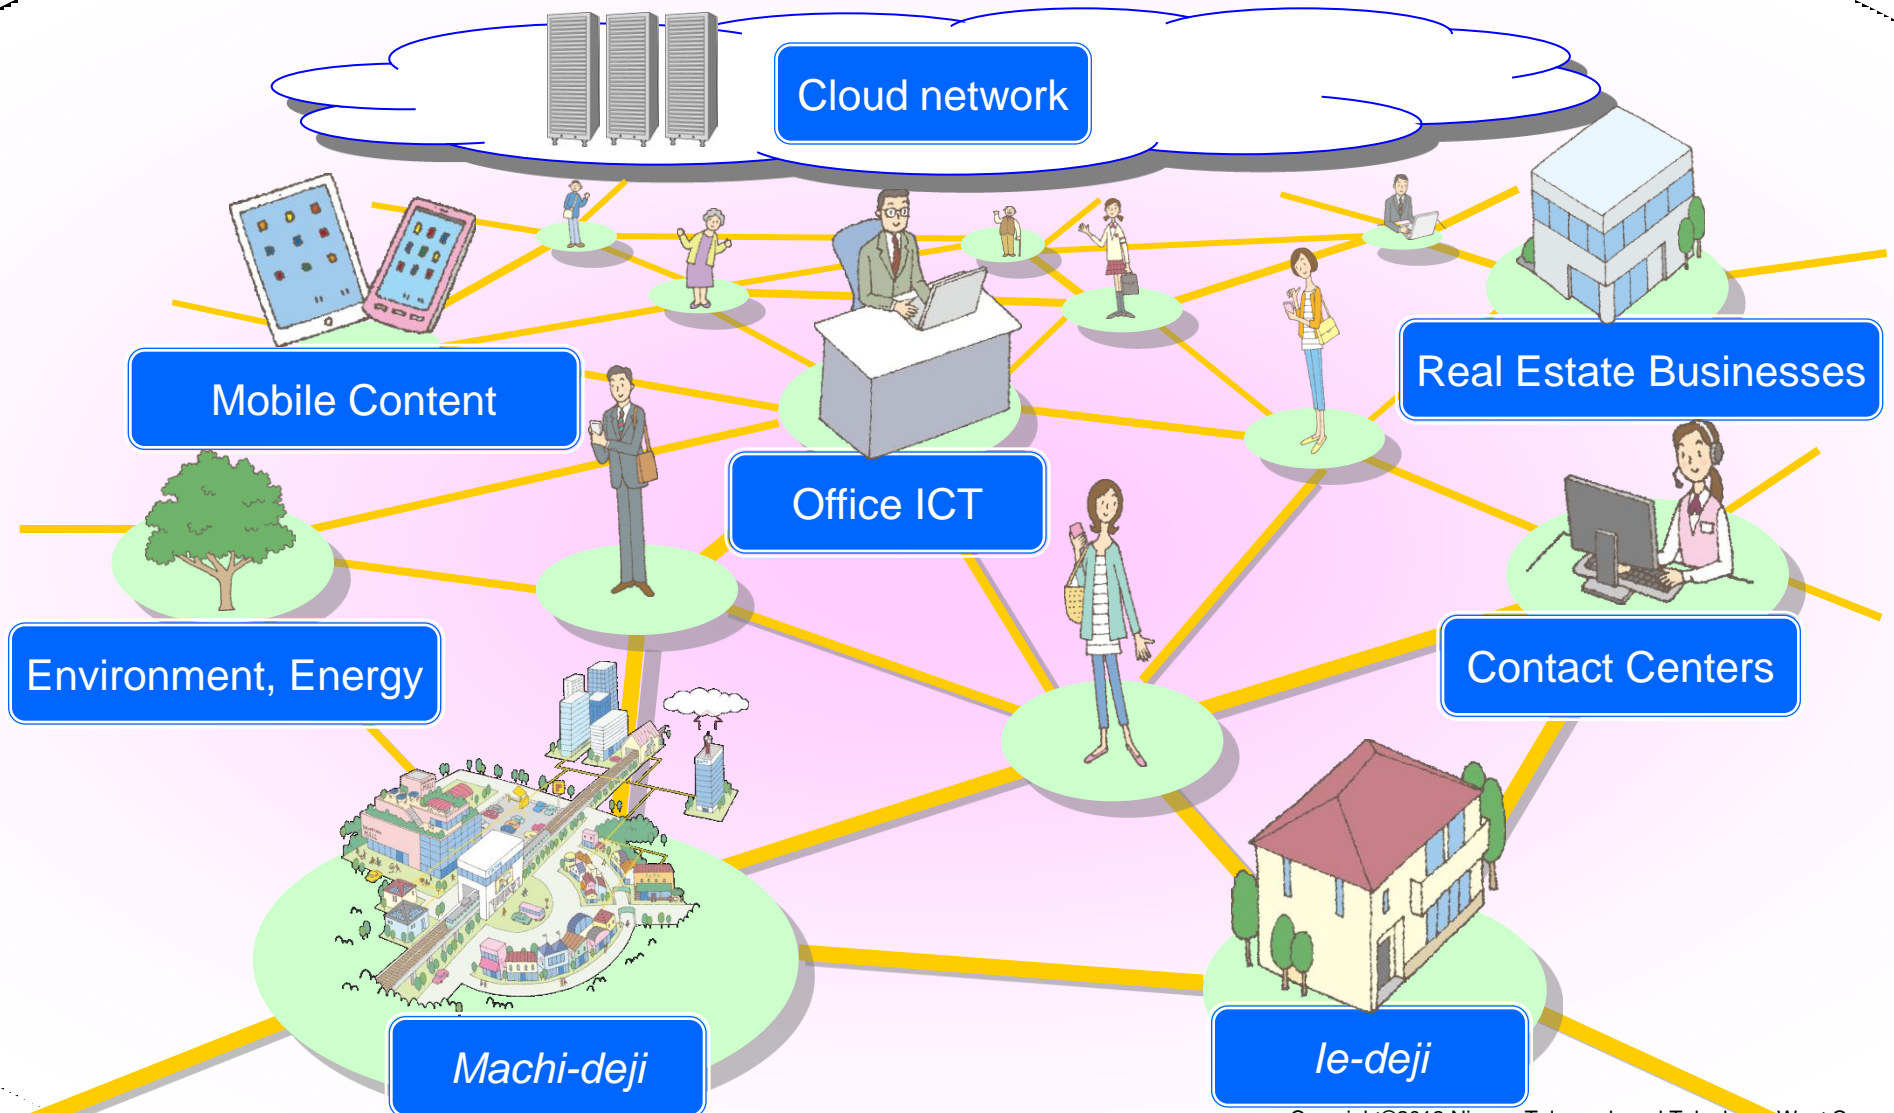 Cloud network
Mobile Content
Real Estate Businesses
Office ICT
Environment, Energy
Contact Centers
Machi-deji
Ie-deji